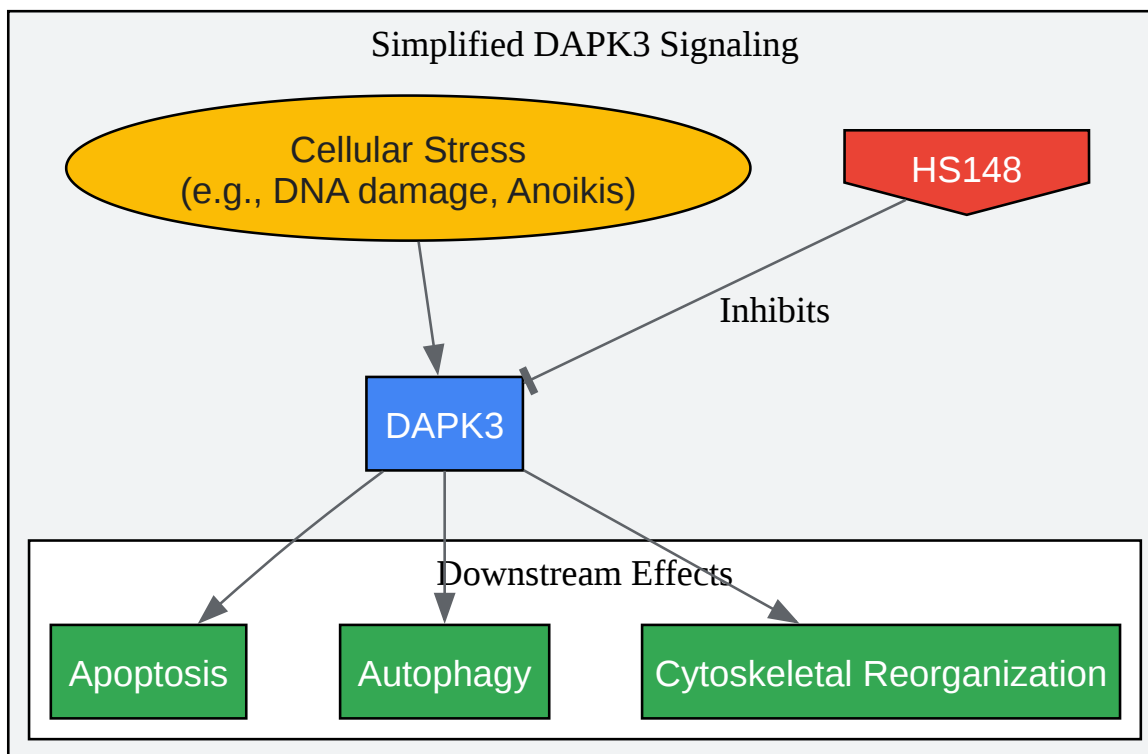 Simplified DAPK3 Signaling
Cellular Stress
(e.g., DNA damage, Anoikis)
HS148
Inhibits
DAPK3
Downstream Effects
Apoptosis
Autophagy
Cytoskeletal Reorganization